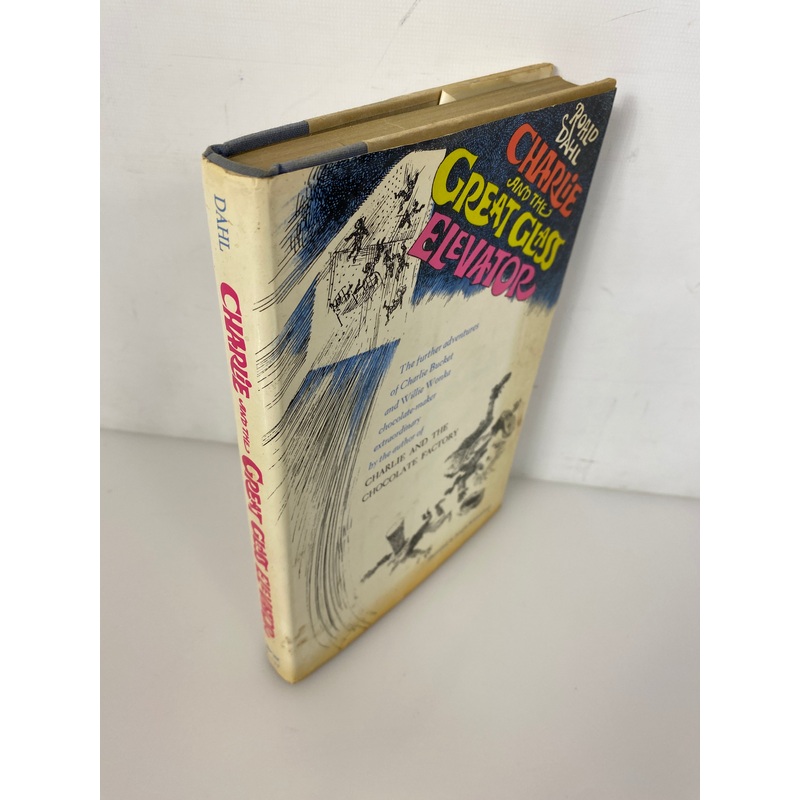 DAHL
CHARLIE AND THE GREAT GLASS ELEVATOR
ROALD
DAHL
CHARLIE
AND THE
GREAT GLASS
ELEVATOR
The further adventures
of Charlie Bucket
and Willie Wonka
chocolate-maker
extraordinary
by the author of
CHARLIE AND THE
CHOCOLATE FACTORY